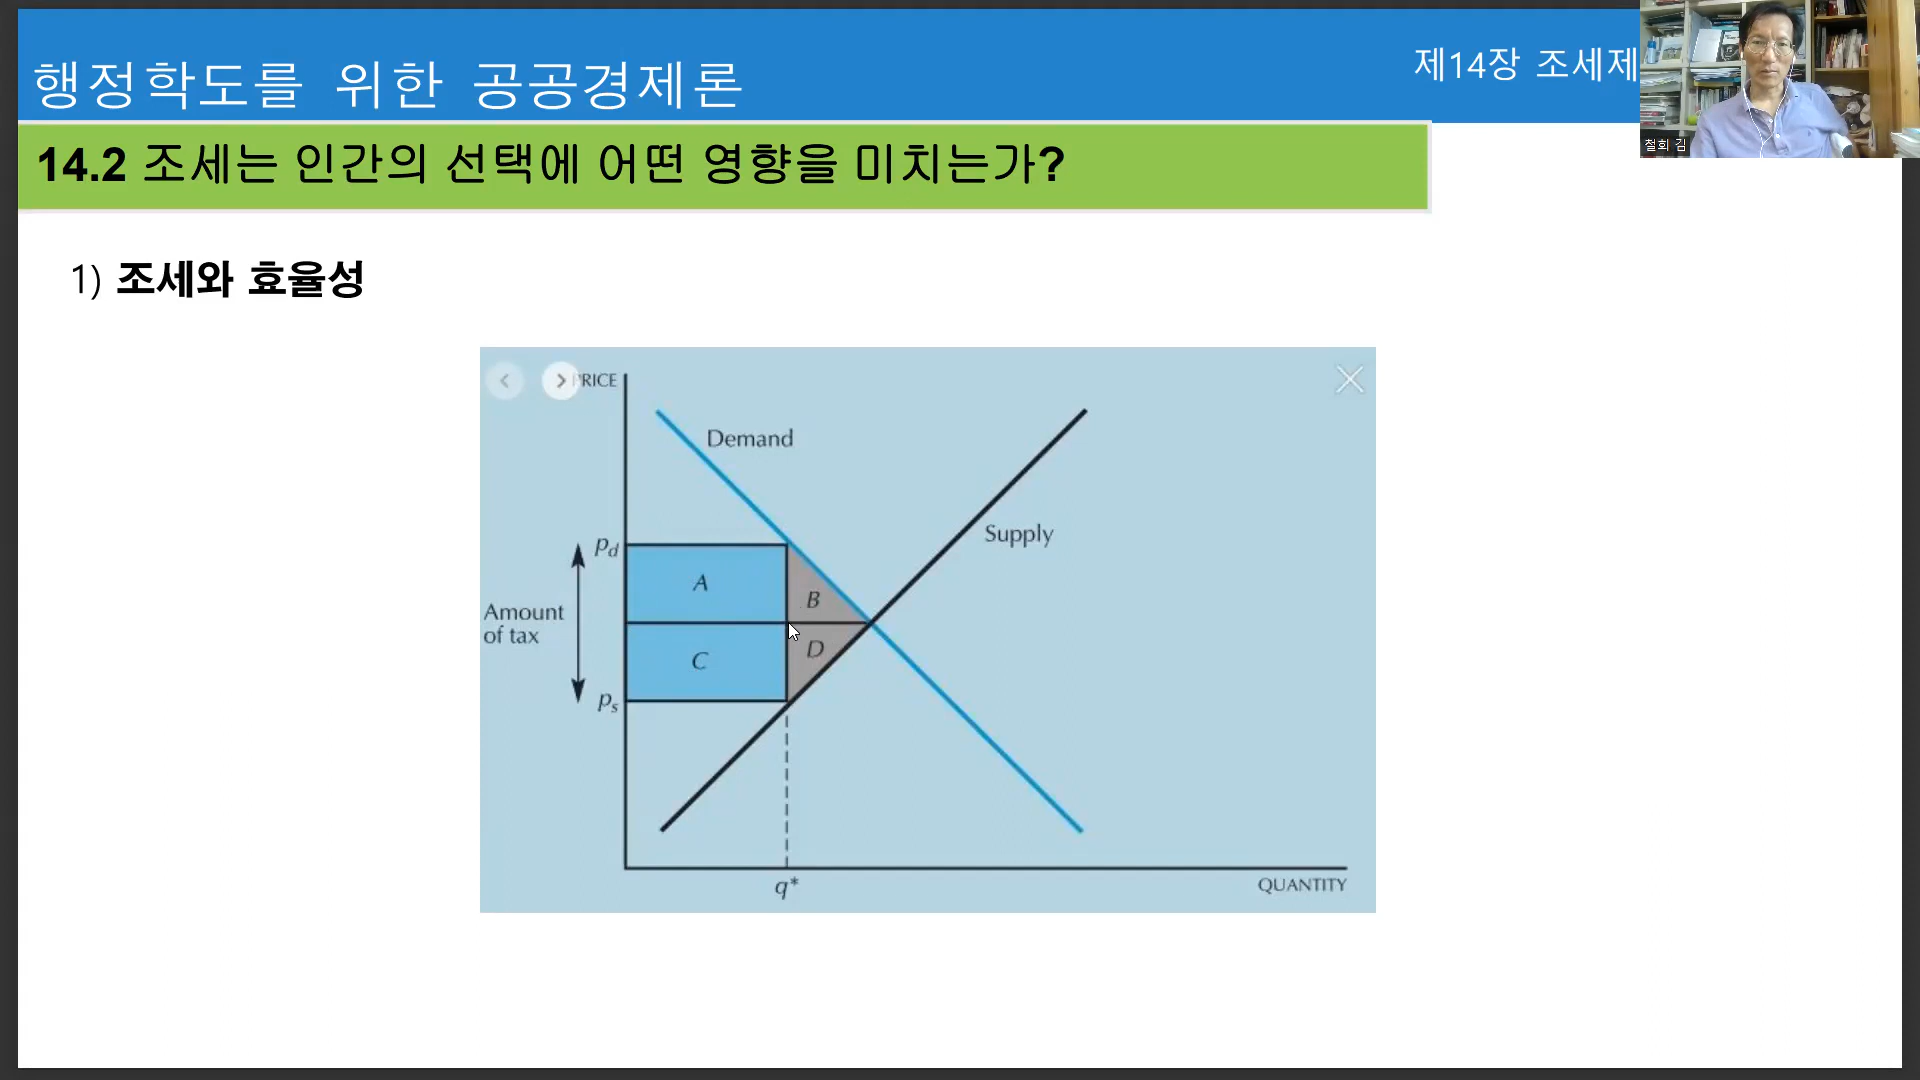 행정학도를 위한 공공경제론
제14장 조세제
철회 김
14.2 조세는 인간의 선택에 어떤 영향을 미치는가?
1) 조세와 효율성
PRICE
Demand
Supply
pd
A
B
Amount
of tax
C
D
ps
q*
QUANTITY